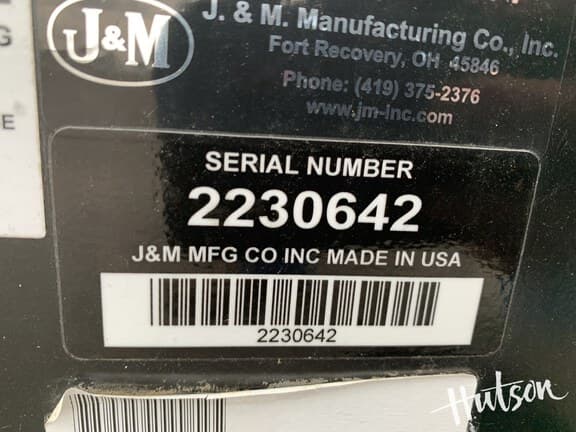 J&M
J. & M. Manufacturing Co., Inc.
Fort Recovery, OH 45846
Phone: (419) 375-2376
www.jm-inc.com
G
E
SERIAL NUMBER
2230642
J&M MFG CO INC MADE IN USA
2230642
Hutson